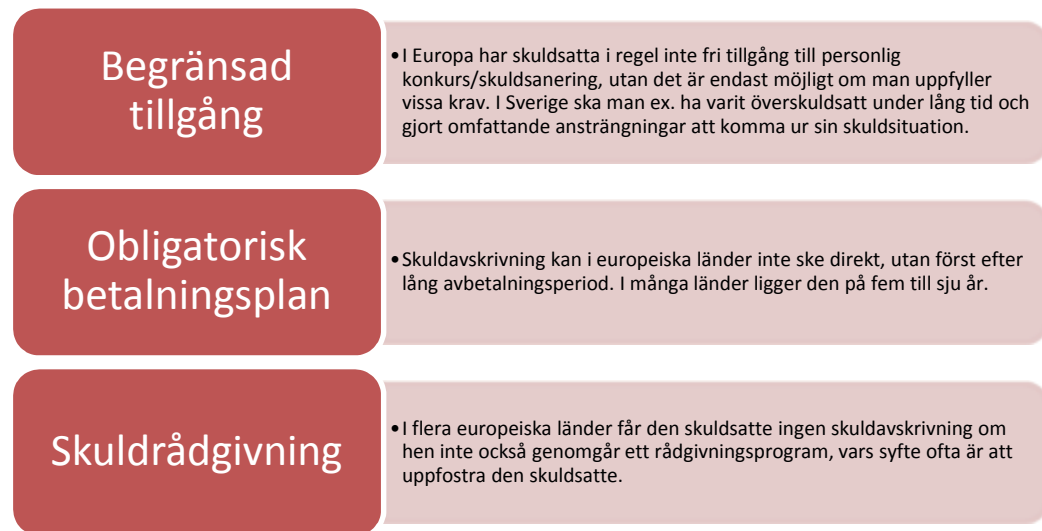 Begränsad
tillgång
•I Europa har skuldsatta i regel inte fri tillgång till personlig
konkurs/skuldsanering, utan det är endast möjligt om man uppfyller
vissa krav. I Sverige ska man ex. ha varit överskuldsatt under lång tid och
gjort omfattande ansträngningar att komma ur sin skuldsituation.
Obligatorisk
betalningsplan
•Skuldavskrivning kan i europeiska länder inte ske direkt, utan först efter
lång avbetalningsperiod. I många länder ligger den på fem till sju år.
Skuldrådgivning
•I flera europeiska länder får den skuldsatte ingen skuldavskrivning om
hen inte också genomgår ett rådgivningsprogram, vars syfte ofta är att
uppfostra den skuldsatte.